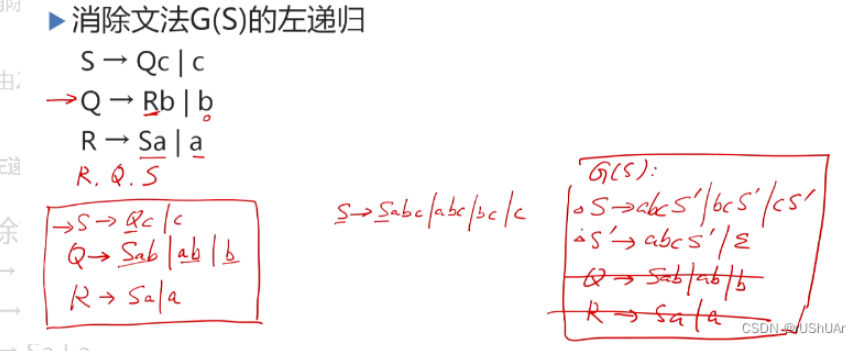 ▶消除文法G(S)的左递归
S → Qc | c
Q → Rb | b
R → Sa | a
R. Q. S
→S→Qc|c
Q→Sab|ab|b
R→Sa|a
S→Sabc|abc|bc|c
G(S):
S→abcS'|bcS'|cS'
S'→abcS'|ε
Q→Sab|ab|b
R→Sa|a
CSDN @UShUAr